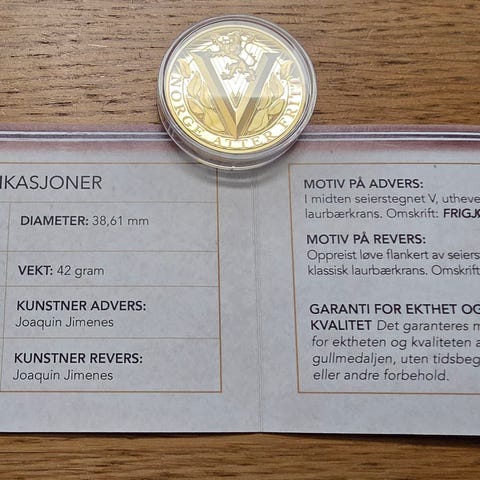 NORGE ATTER FRITT
V
IKASJONER
DIAMETER: 38,61 mm
VEKT: 42 gram
KUNSTNER ADVERS:
Joaquin Jimenes
KUNSTNER REVERS:
Joaquin Jimenes
MOTIV PÅ ADVERS:
I midten seierstegnet V, utheve
laurbærkrans. Omskrift: FRIGJØ
MOTIV PÅ REVERS:
Oppreist løve flankert av seiers
klassisk laurbærkrans. Omskrift
GARANTI FOR EKTHET OG
KVALITET Det garanteres m
for ektheten og kvaliteten a
gullmedaljen, uten tidsbeg
eller andre forbehold.